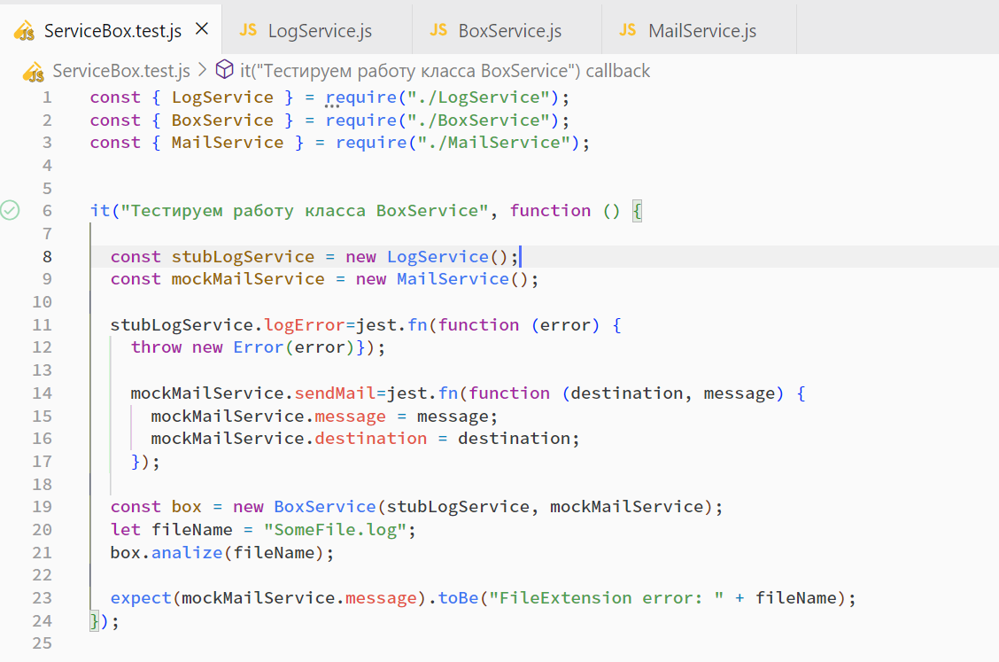 ServiceBox.test.js × JS LogService.js JS BoxService.js JS MailService.js
ServiceBox.test.js > it("Тестируем работу класса BoxService") callback
1 const { LogService } = require("./LogService");
2 const { BoxService } = require("./BoxService");
3 const { MailService } = require("./MailService");
4
5
6 it("Тестируем работу класса BoxService", function () {
7
8 const stubLogService = new LogService();
9 const mockMailService = new MailService();
10
11 stubLogService.logError=jest.fn(function (error) {
12 throw new Error(error)});
13
14 mockMailService.sendMail=jest.fn(function (destination, message) {
15 mockMailService.message = message;
16 mockMailService.destination = destination;
17 });
18
19 const box = new BoxService(stubLogService, mockMailService);
20 let fileName = "SomeFile.log";
21 box.analize(fileName);
22
23 expect(mockMailService.message).toBe("FileExtension error: " + fileName);
24 });
25